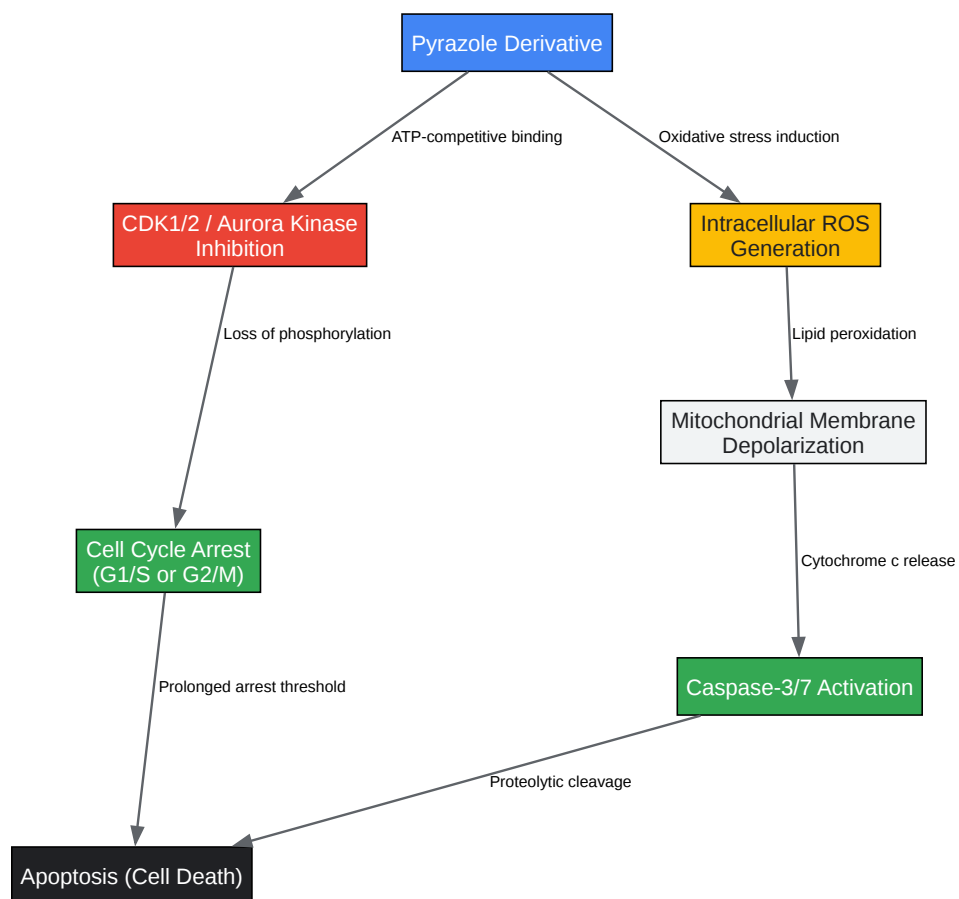 Pyrazole Derivative
ATP-competitive binding
Oxidative stress induction
CDK1/2 / Aurora Kinase
Inhibition
Intracellular ROS
Generation
Loss of phosphorylation
Lipid peroxidation
Mitochondrial Membrane
Depolarization
Cell Cycle Arrest
(G1/S or G2/M)
Cytochrome c release
Prolonged arrest threshold
Caspase-3/7 Activation
Proteolytic cleavage
Apoptosis (Cell Death)